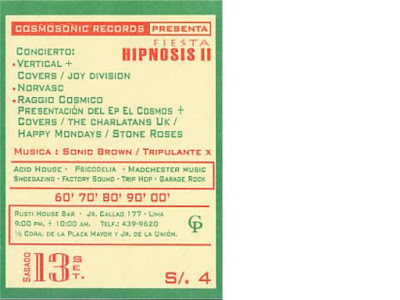 COSMOSONIC RECORDS PRESENTA
FIESTA
HIPNOSIS II
CONCIERTO:
• VERTICAL +
COVERS / JOY DIVISION
• NORVASC
• RAGGIO COSMICO
PRESENTACIÓN DEL EP EL COSMOS +
COVERS / THE CHARLATANS UK /
HAPPY MONDAYS / STONE ROSES
MUSICA : SONIC BROWN / TRIPULANTE X
ACID HOUSE • PSICODELIA • MADCHESTER MUSIC
SHOEGAZING • FACTORY SOUND • TRIP HOP • GARAGE ROCK
60' 70' 80' 90' 00'
RUSTI HOUSE BAR • JR. CALLAO 177 • LIMA
9:00 PM. + 10:00 AM. TELF.: 439-9620
½ CDRA. DE LA PLAZA MAYOR Y JR. DE LA UNIÓN.
CP
SABADO 13 SET.
S/. 4